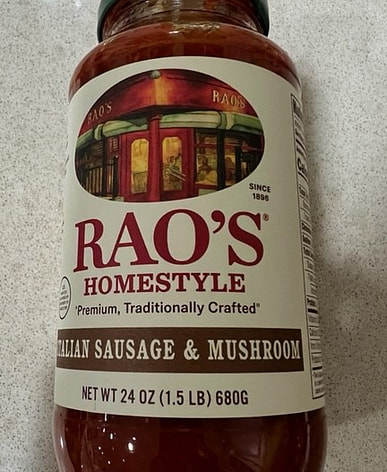 RAO'S RAO'S
SINCE
1896
RAO'S®
HOMESTYLE
"Premium, Traditionally Crafted"
ITALIAN SAUSAGE & MUSHROOM
NET WT 24 OZ (1.5 LB) 680G